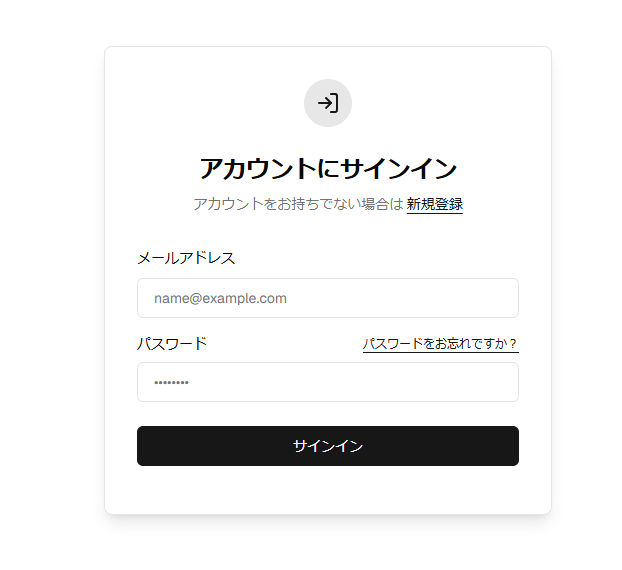 アカウントにサインイン
アカウントをお持ちでない場合は 新規登録
メールアドレス
name@example.com
パスワード パスワードをお忘れですか？
••••••••
サインイン